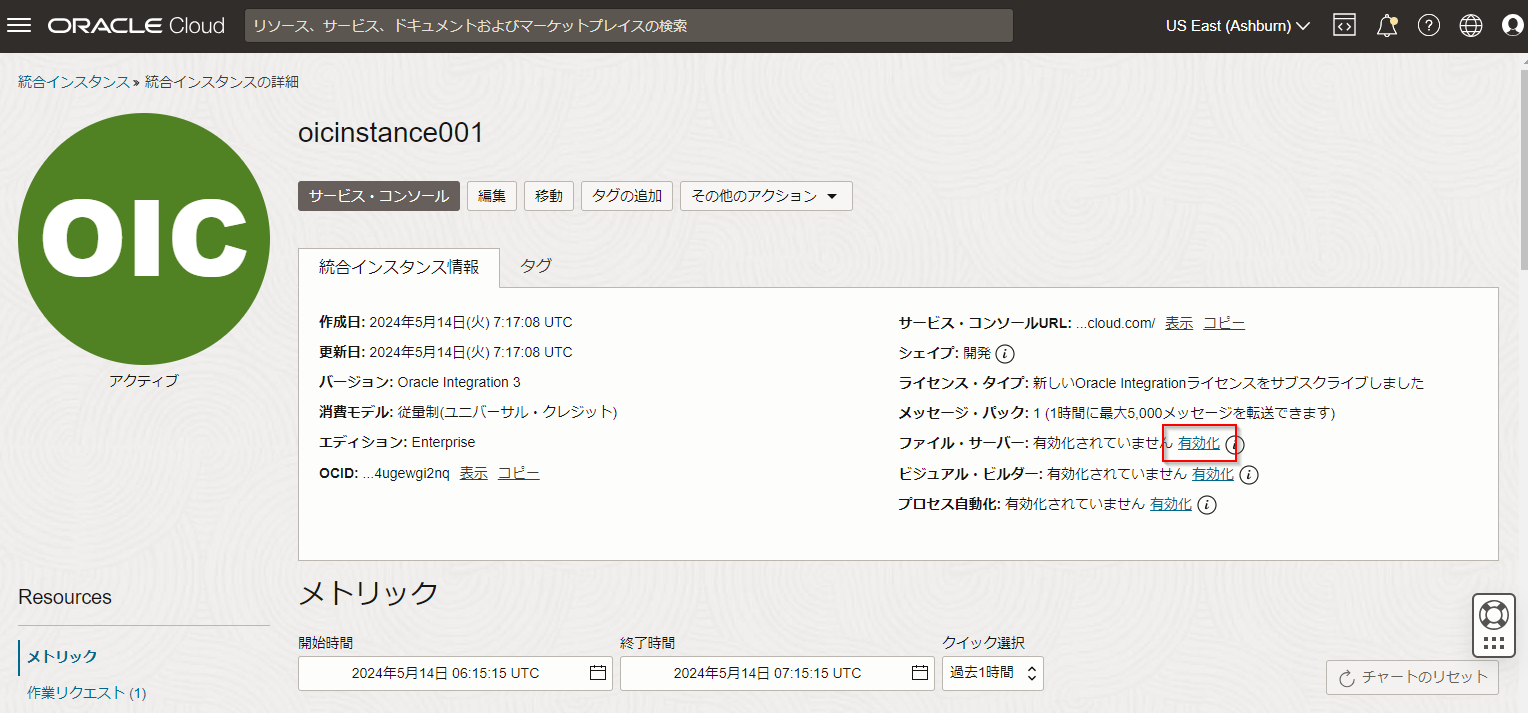 ORACLE Cloud
リソース、サービス、ドキュメントおよびマーケットプレイスの検索
US East (Ashburn)
統合インスタンス » 統合インスタンスの詳細
OIC
アクティブ
oicinstance001
サービス・コンソール
編集
移動
タグの追加
その他のアクション
統合インスタンス情報
タグ
作成日: 2024年5月14日(火) 7:17:08 UTC
更新日: 2024年5月14日(火) 7:17:08 UTC
バージョン: Oracle Integration 3
消費モデル: 従量制(ユニバーサル・クレジット)
エディション: Enterprise
OCID: ...4ugewgi2nq 表示 コピー
サービス・コンソールURL: ...cloud.com/ 表示 コピー
シェイプ: 開発
ライセンス・タイプ: 新しいOracle Integrationライセンスをサブスクライブしました
メッセージ・パック: 1 (1時間に最大5,000メッセージを転送できます)
ファイル・サーバー: 有効化されていません 有効化
ビジュアル・ビルダー: 有効化されていません 有効化
プロセス自動化: 有効化されていません 有効化
Resources
メトリック
作業リクエスト (1)
メトリック
開始時間
2024年5月14日 06:15:15 UTC
終了時間
2024年5月14日 07:15:15 UTC
クイック選択
過去1時間
チャートのリセット